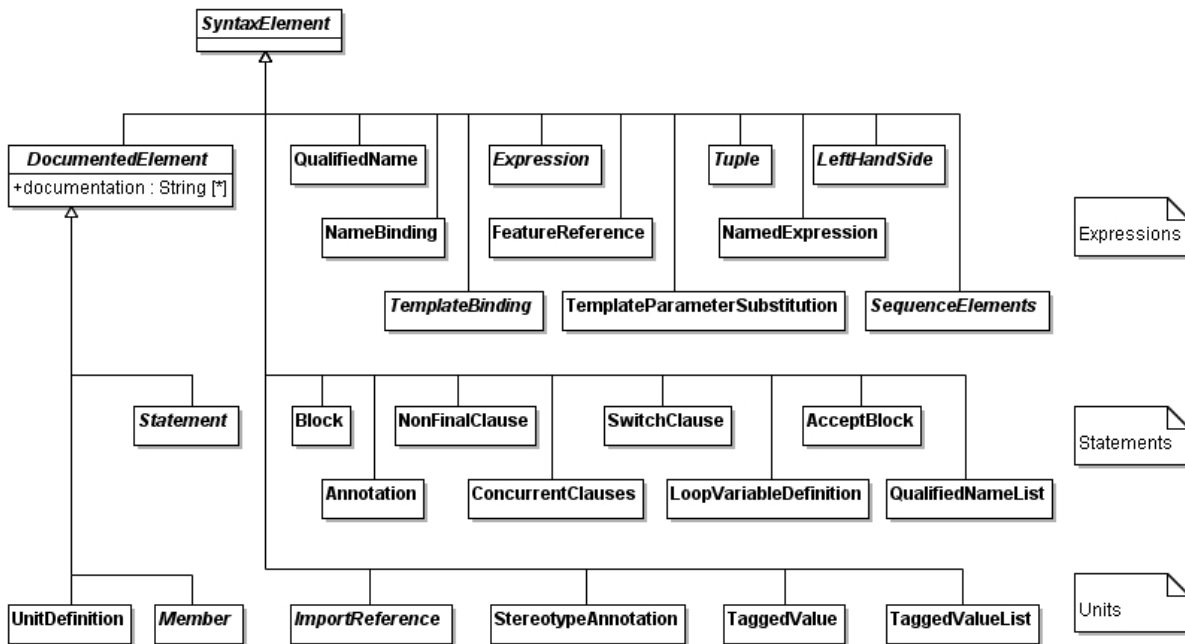 SyntaxElement
DocumentedElement
+documentation : String [*]
QualifiedName
Expression
Tuple
LeftHandSide
NameBinding
FeatureReference
NamedExpression
Expressions
TemplateBinding
TemplateParameterSubstitution
SequenceElements
Statement
Block
NonFinalClause
SwitchClause
AcceptBlock
Statements
Annotation
ConcurrentClauses
LoopVariableDefinition
QualifiedNameList
UnitDefinition
Member
ImportReference
StereotypeAnnotation
TaggedValue
TaggedValueList
Units